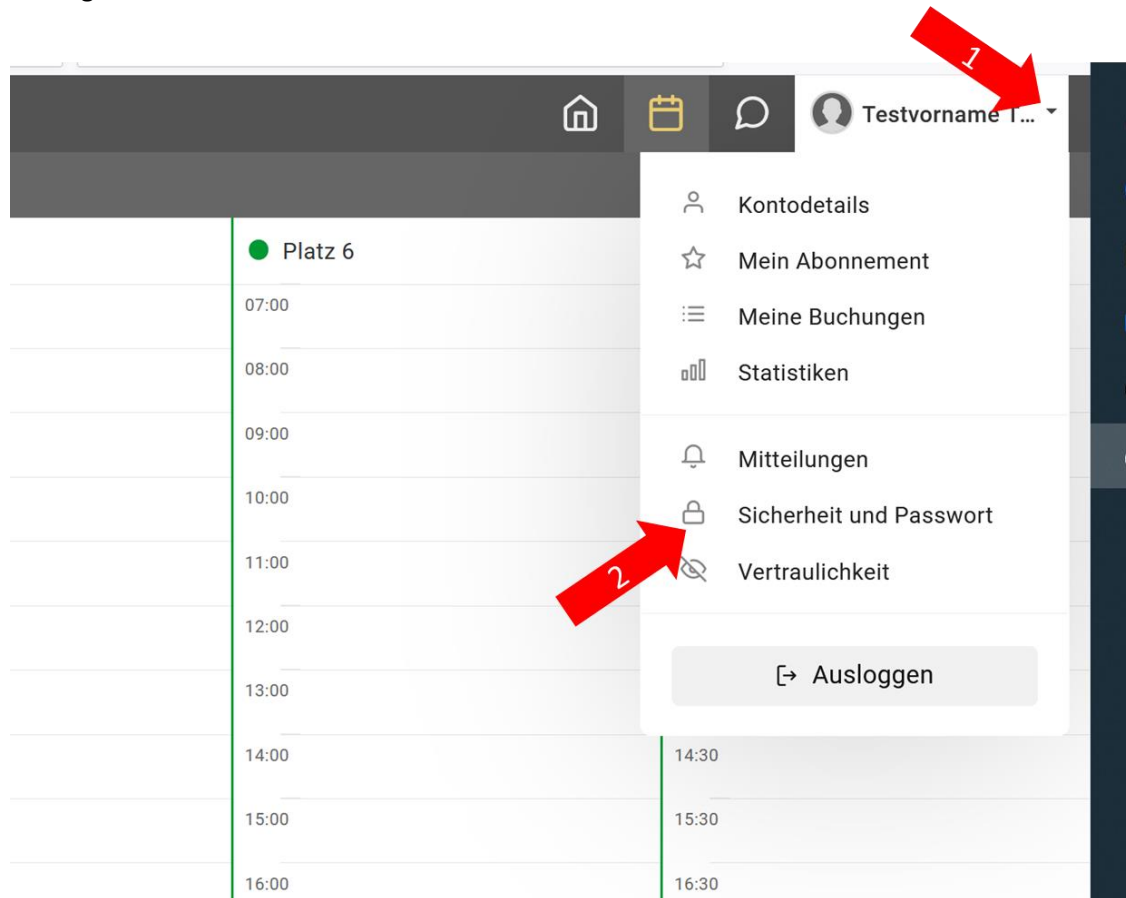 1
Testvorname T...
Kontodetails
Mein Abonnement
Meine Buchungen
Statistiken
Mitteilungen
Sicherheit und Passwort
2
Vertraulichkeit
Ausloggen
Platz 6
07:00
08:00
09:00
10:00
11:00
12:00
13:00
14:00
15:00
16:00
14:30
15:30
16:30